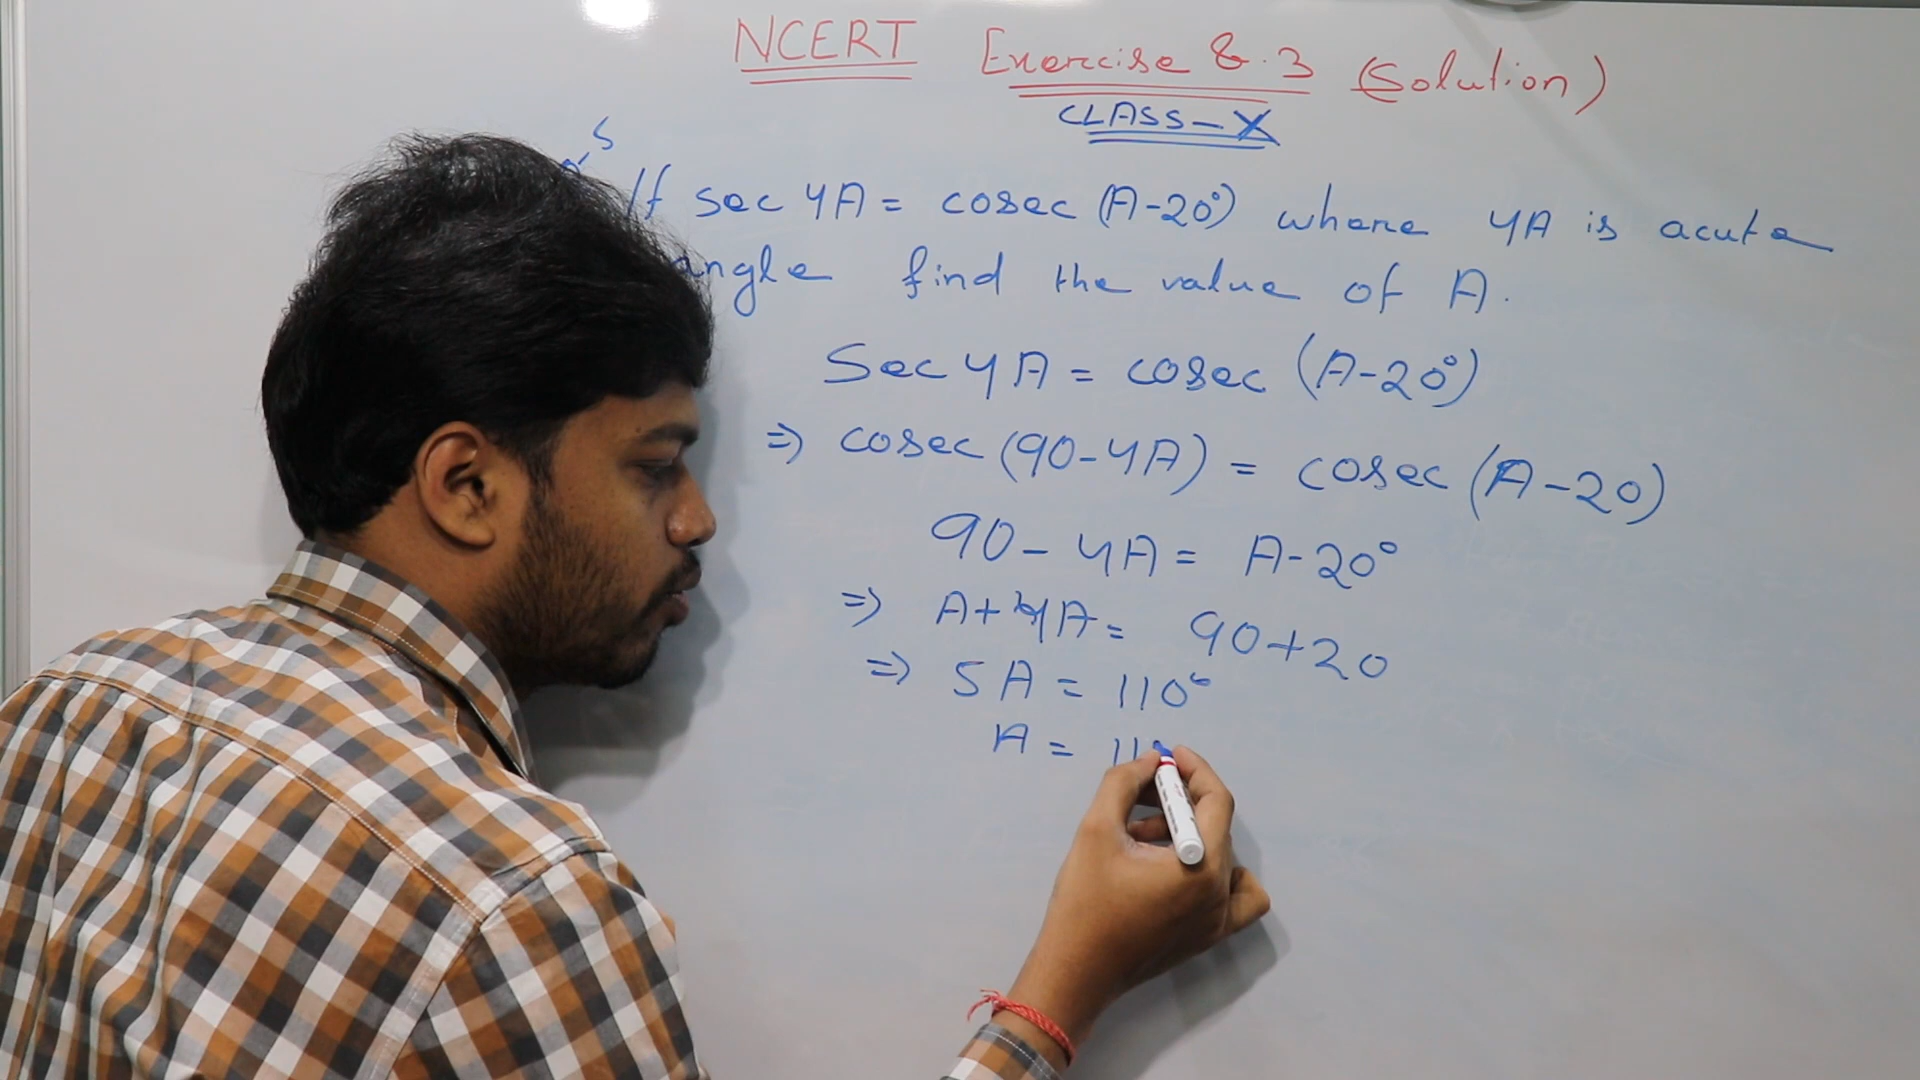 NCERT Exercise 8.3 (Solution)
CLASS-X
If sec 4A = cosec (A-20°) where 4A is acute
angle find the value of A.
Sec 4A = cosec (A-20°)
⇒ cosec (90-4A) = cosec (A-20)
90-4A = A-20°
⇒ A+4A = 90+20
⇒ 5A = 110°
A = 110